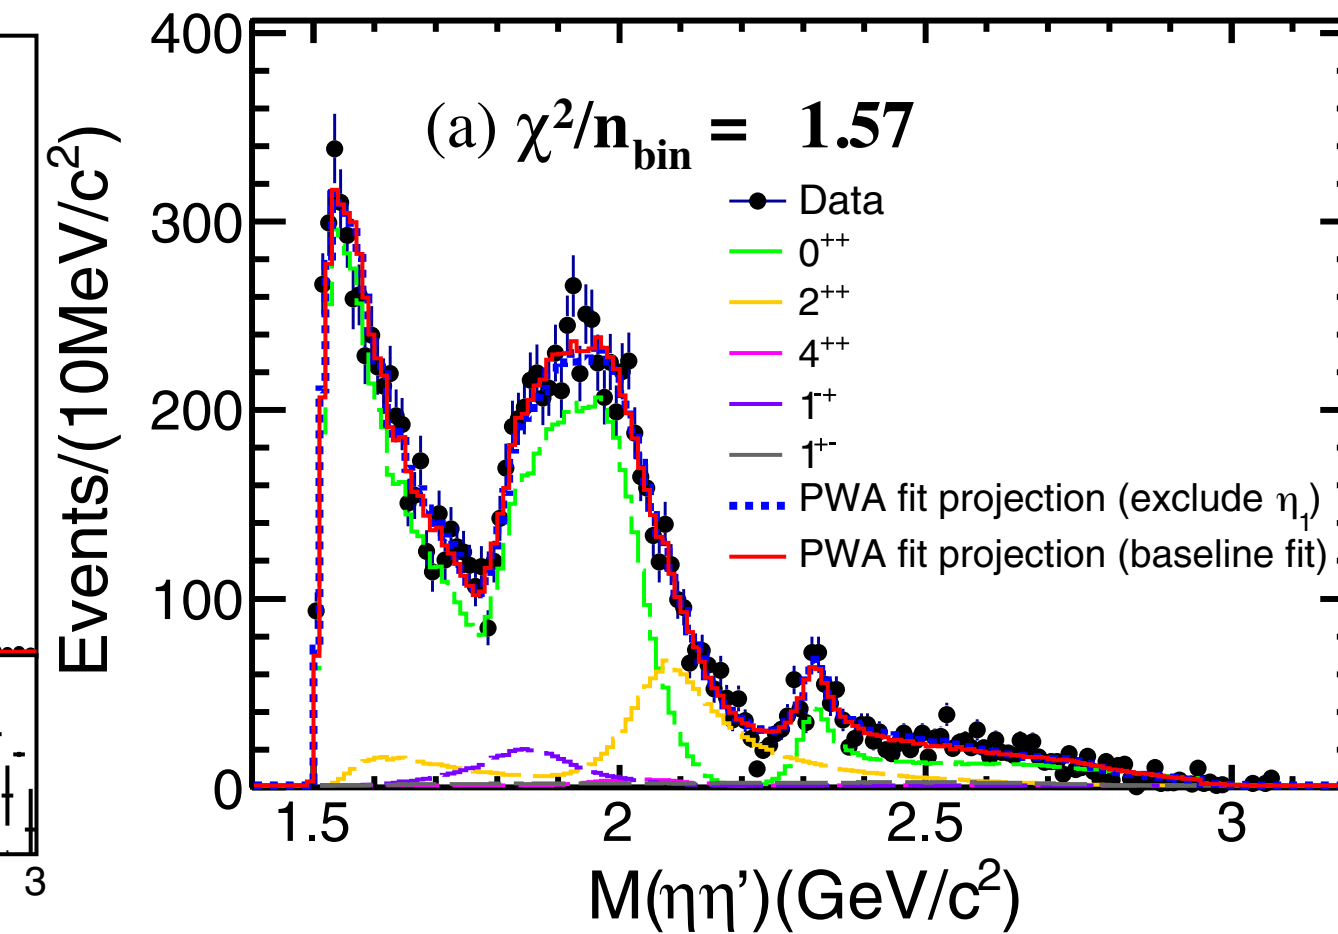 400
300
200
100
0
Events/(10MeV/c²)
(a) χ²/n_bin = 1.57
Data
0⁺⁺
2⁺⁺
4⁺⁺
1⁻⁺
1⁺⁻
PWA fit projection (exclude η₁)
PWA fit projection (baseline fit)
1.5 2 2.5 3
M(ηη')(GeV/c²)
3